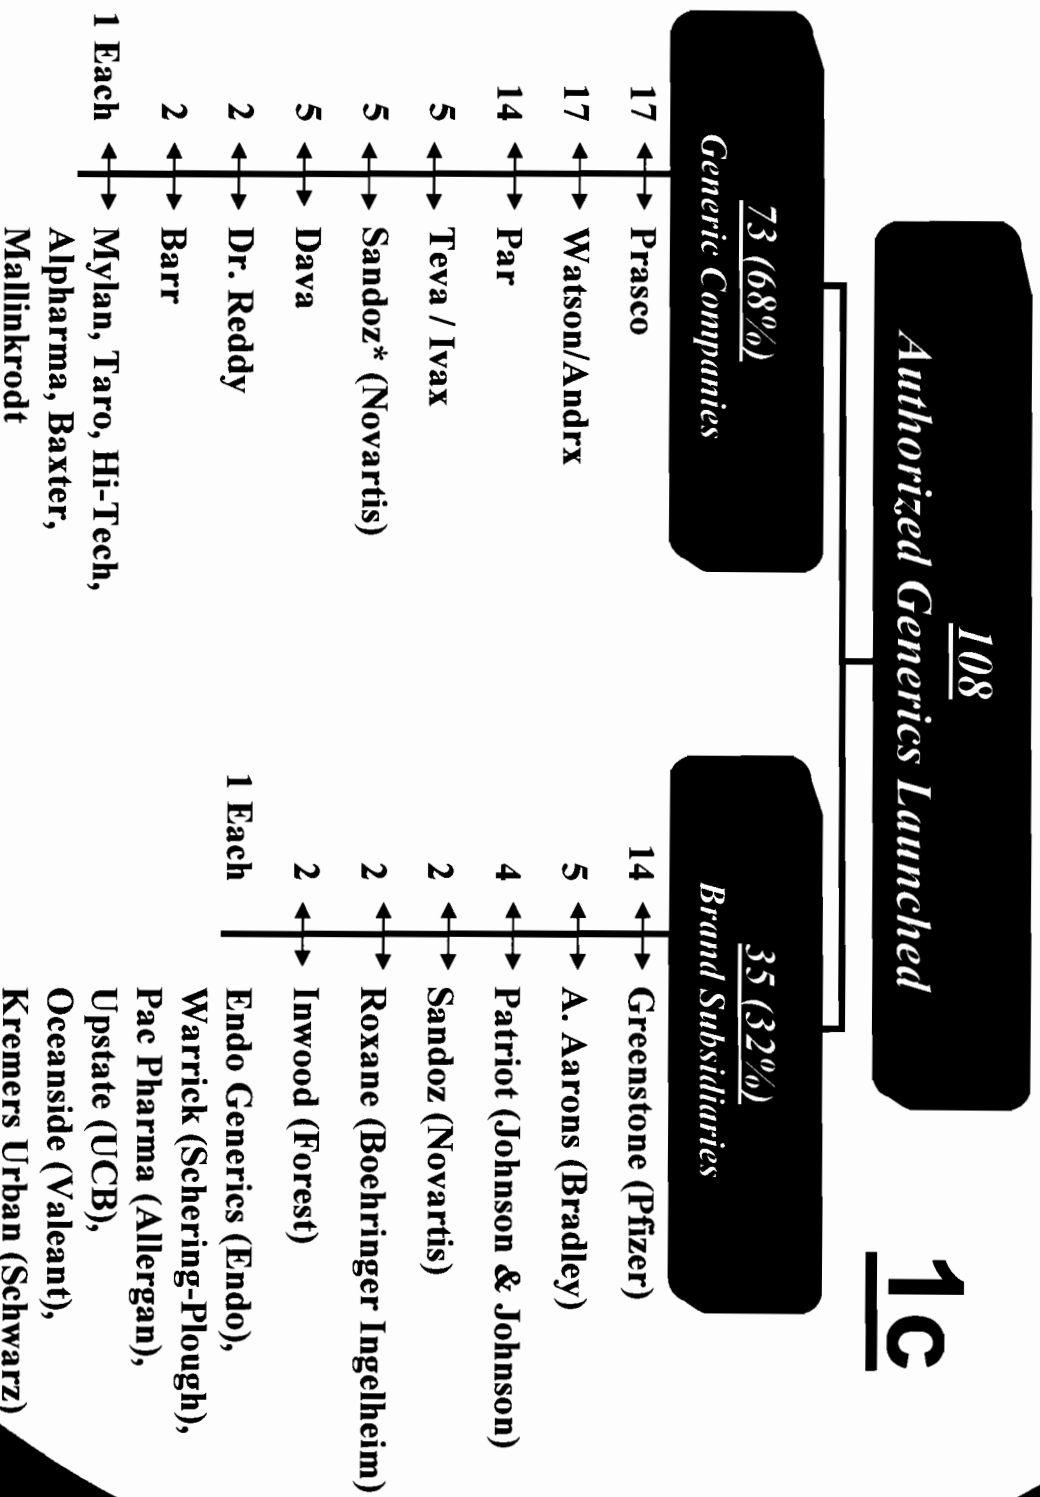 1c
108
Authorized Generics Launched
73 (68%)
Generic Companies
17 Prasco
17 Watson/Andrx
14 Par
5 Teva / Ivax
5 Sandoz* (Novartis)
5 Dava
2 Dr. Reddy
2 Barr
1 Each Mylan, Taro, Hi-Tech,
Alpharma, Baxter,
Mallinkrodt
35 (32%)
Brand Subsidiaries
14 Greenstone (Pfizer)
5 A. Aarons (Bradley)
4 Patriot (Johnson & Johnson)
2 Sandoz (Novartis)
2 Roxane (Boehringer Ingelheim)
2 Inwood (Forest)
1 Each Endo Generics (Endo),
Warrick (Schering-Plough),
Pac Pharma (Allergan),
Upstate (UCB),
Oceanside (Valeant),
Kremers Urban (Schwarz)